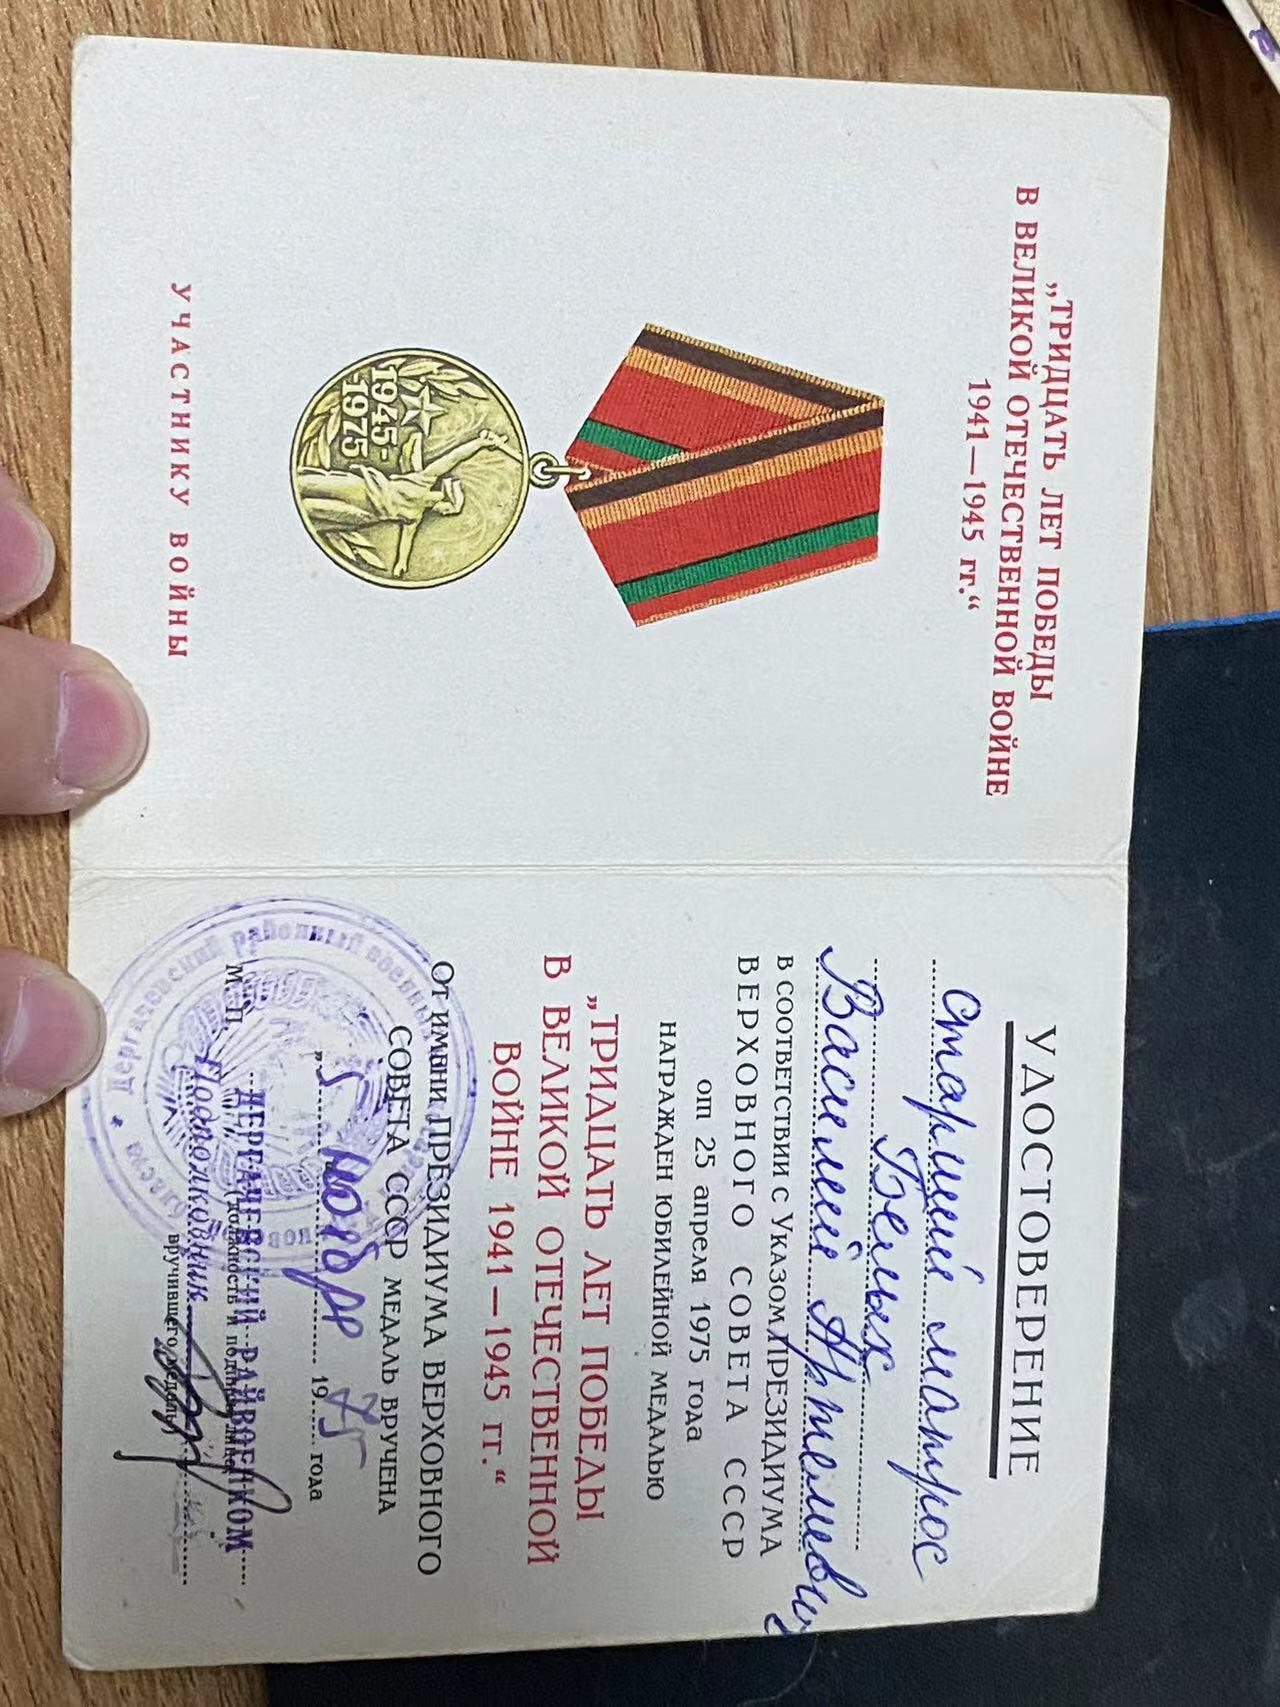 „ТРИДЦАТЬ ЛЕТ ПОБЕДЫ
В ВЕЛИКОЙ ОТЕЧЕСТВЕННОЙ ВОЙНЕ
1941—1945 гг.“
1945-
1975
УЧАСТНИКУ ВОЙНЫ
УДОСТОВЕРЕНИЕ
старший матрос
Белых
Василий Артемович
В СООТВЕТСТВИИ С УКАЗОМ ПРЕЗИДИУМА
ВЕРХОВНОГО СОВЕТА СССР
от 25 апреля 1975 года
НАГРАЖДЕН ЮБИЛЕЙНОЙ МЕДАЛЬЮ
„ТРИДЦАТЬ ЛЕТ ПОБЕДЫ
В ВЕЛИКОЙ ОТЕЧЕСТВЕННОЙ
ВОЙНЕ 1941—1945 гг.“
От имени ПРЕЗИДИУМА ВЕРХОВНОГО
СОВЕТА СССР МЕДАЛЬ ВРУЧЕНА
„5 ноября 1975 года
ДЕРГАЧЕВСКИЙ РАЙВОЕНКОМ
М. П. (должность и подпись
Подполковник
вручившего медаль)
Дергачевский районный военный
области